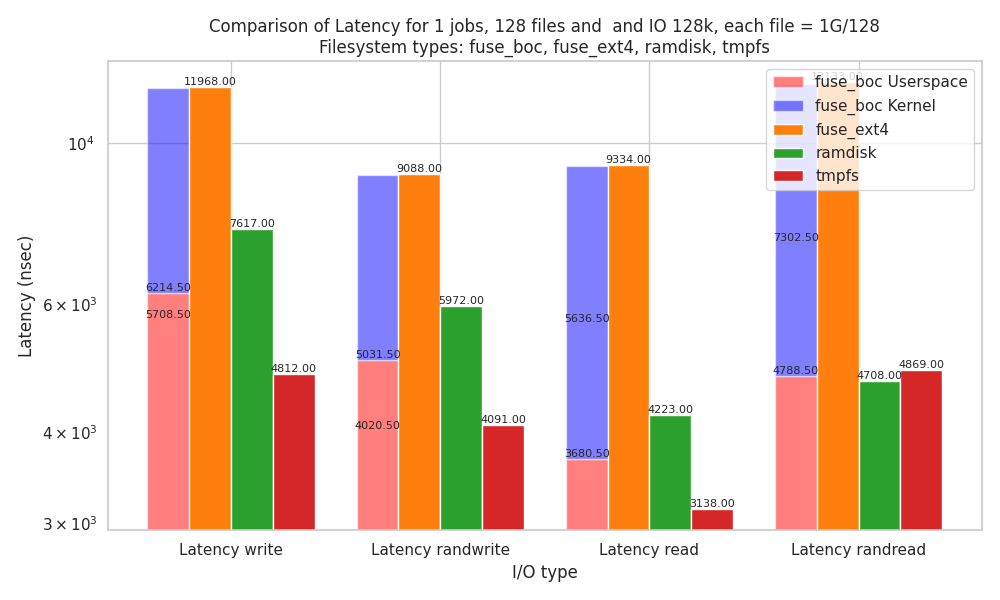 Comparison of Latency for 1 jobs, 128 files and  and IO 128k, each file = 1G/128
Filesystem types: fuse_boc, fuse_ext4, ramdisk, tmpfs
fuse_boc Userspace
fuse_boc Kernel
fuse_ext4
ramdisk
tmpfs
Latency (nsec)
10⁴
6 × 10³
4 × 10³
3 × 10³
11968.00
6214.50
5708.50
7617.00
4812.00
9088.00
5031.50
4020.50
5972.00
4091.00
9334.00
5636.50
3680.50
4223.00
3138.00
7302.50
4788.50
4708.00
4869.00
Latency write
Latency randwrite
Latency read
Latency randread
I/O type